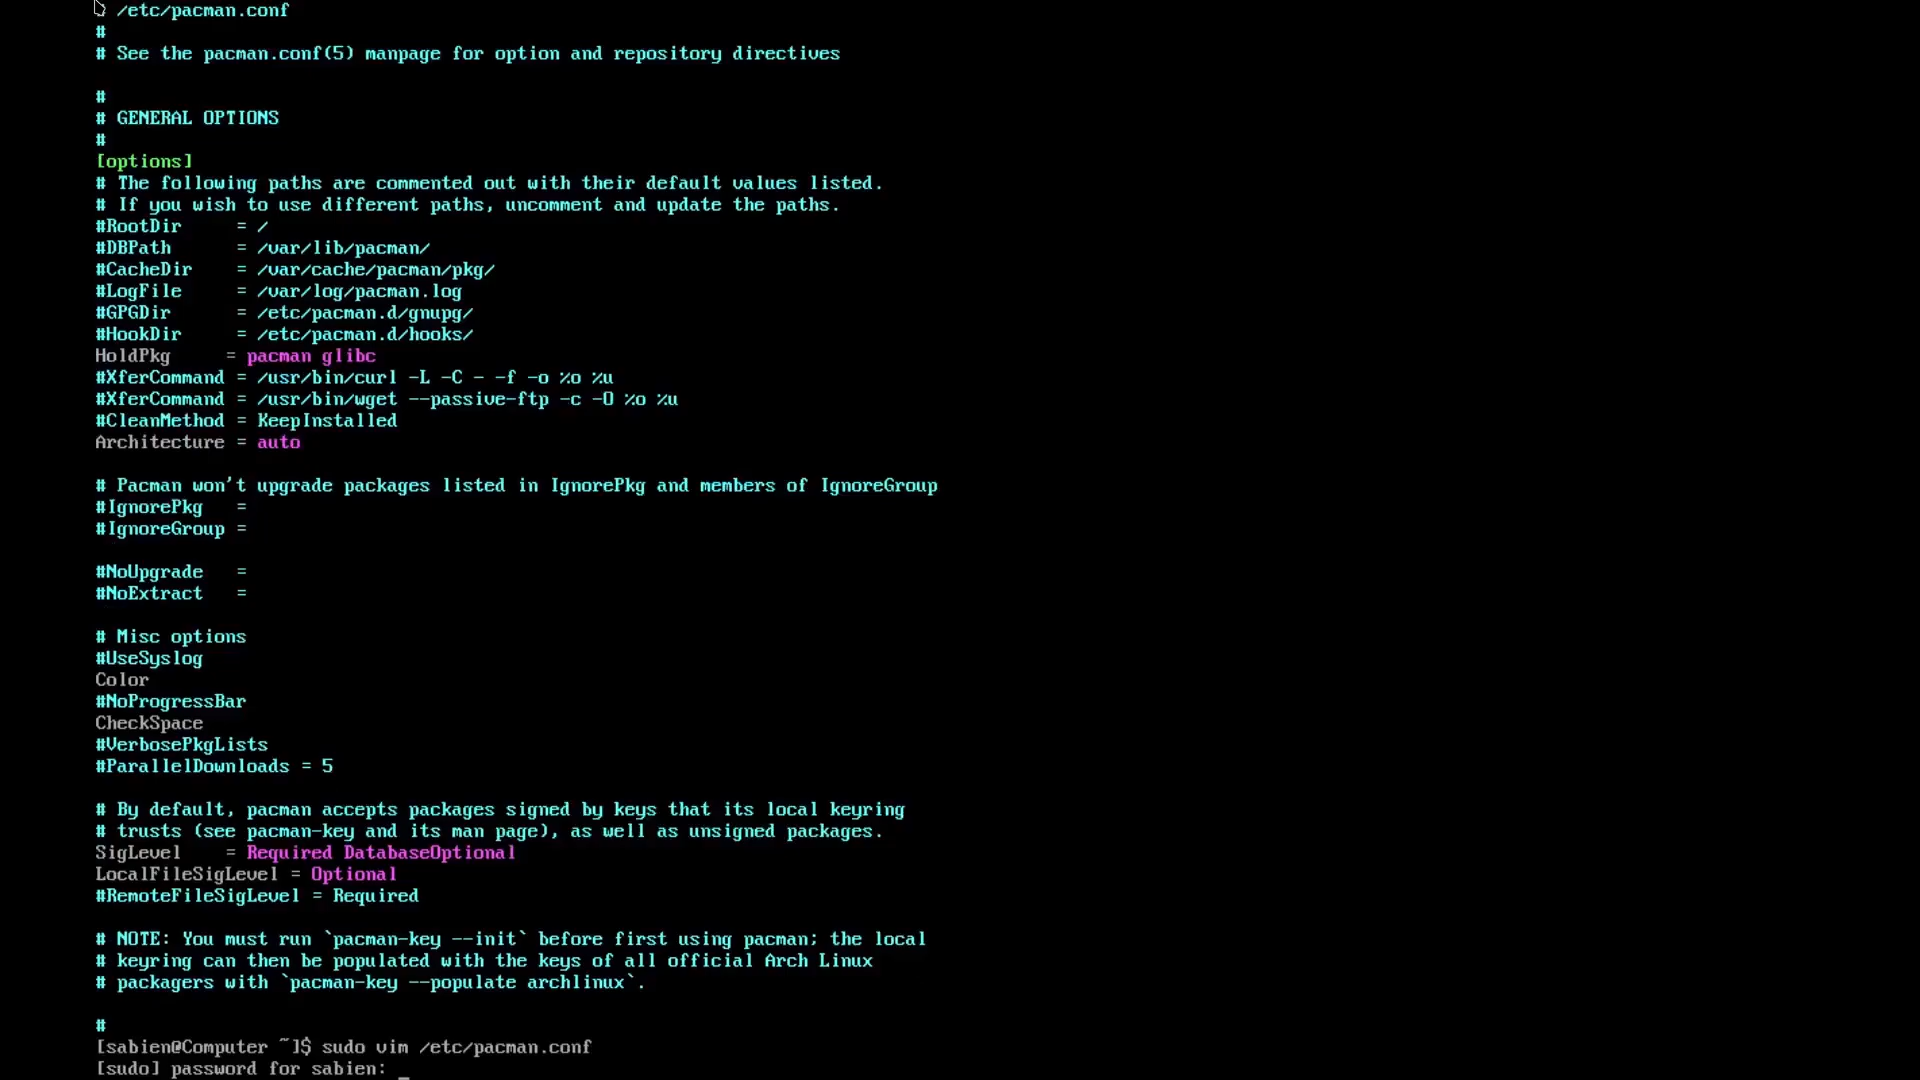 /etc/pacman.conf
#
# See the pacman.conf(5) manpage for option and repository directives
#
# GENERAL OPTIONS
#
[options]
# The following paths are commented out with their default values listed.
# If you wish to use different paths, uncomment and update the paths.
#RootDir     = /
#DBPath      = /var/lib/pacman/
#CacheDir    = /var/cache/pacman/pkg/
#LogFile     = /var/log/pacman.log
#GPGDir      = /etc/pacman.d/gnupg/
#HookDir     = /etc/pacman.d/hooks/
HoldPkg     = pacman glibc
#XferCommand = /usr/bin/curl -L -C - -f -o %o %u
#XferCommand = /usr/bin/wget --passive-ftp -c -O %o %u
#CleanMethod = KeepInstalled
Architecture = auto
# Pacman won't upgrade packages listed in IgnorePkg and members of IgnoreGroup
#IgnorePkg   =
#IgnoreGroup =
#NoUpgrade   =
#NoExtract   =
# Misc options
#UseSyslog
Color
#NoProgressBar
CheckSpace
#VerbosePkgLists
#ParallelDownloads = 5
# By default, pacman accepts packages signed by keys that its local keyring
# trusts (see pacman-key and its man page), as well as unsigned packages.
SigLevel    = Required DatabaseOptional
LocalFileSigLevel = Optional
#RemoteFileSigLevel = Required
# NOTE: You must run `pacman-key --init` before first using pacman; the local
# keyring can then be populated with the keys of all official Arch Linux
# packagers with `pacman-key --populate archlinux`.
#
[sabien@Computer ~]$ sudo vim /etc/pacman.conf
[sudo] password for sabien: _